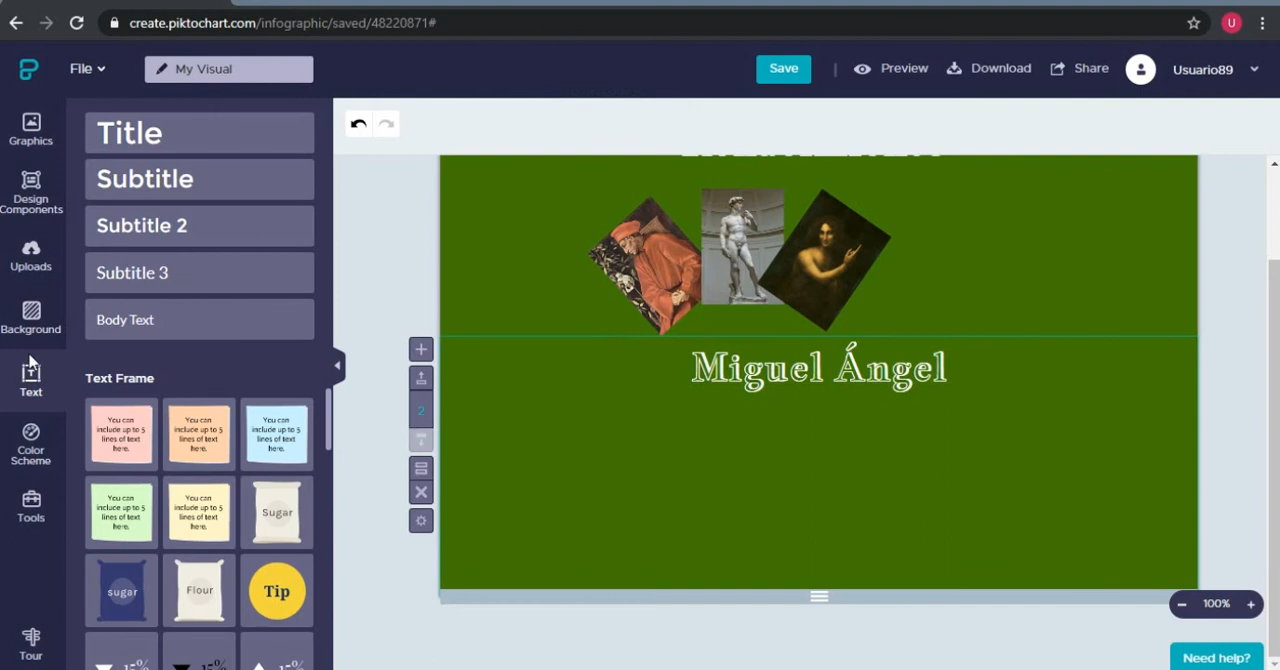 create.piktochart.com/infographic/saved/48220871#
U
File
My Visual
Save
Preview
Download
Share
Usuario89
Graphics
Design
Components
Uploads
Background
Text
Color
Scheme
Tools
Tour
Title
Subtitle
Subtitle 2
Subtitle 3
Body Text
Text Frame
You can
include up to 5
lines of text
here.
You can
include up to 5
lines of text
here.
You can
include up to 5
lines of text
here.
You can
include up to 5
lines of text
here.
You can
include up to 5
lines of text
here.
Sugar
sugar
Flour
Tip
15%
15%
15%
2
Miguel Ángel
100%
Need help?